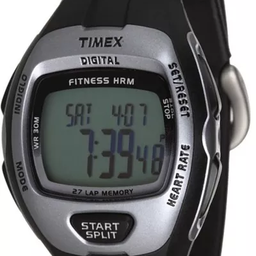 TIMEX
DIGITAL
FITNESS HRM
INDIGLO
SET/RESET
STOP
WR 30M
SAT 4-07
7:39 48
MODE
HEART RATE
27 LAP MEMORY
START
SPLIT